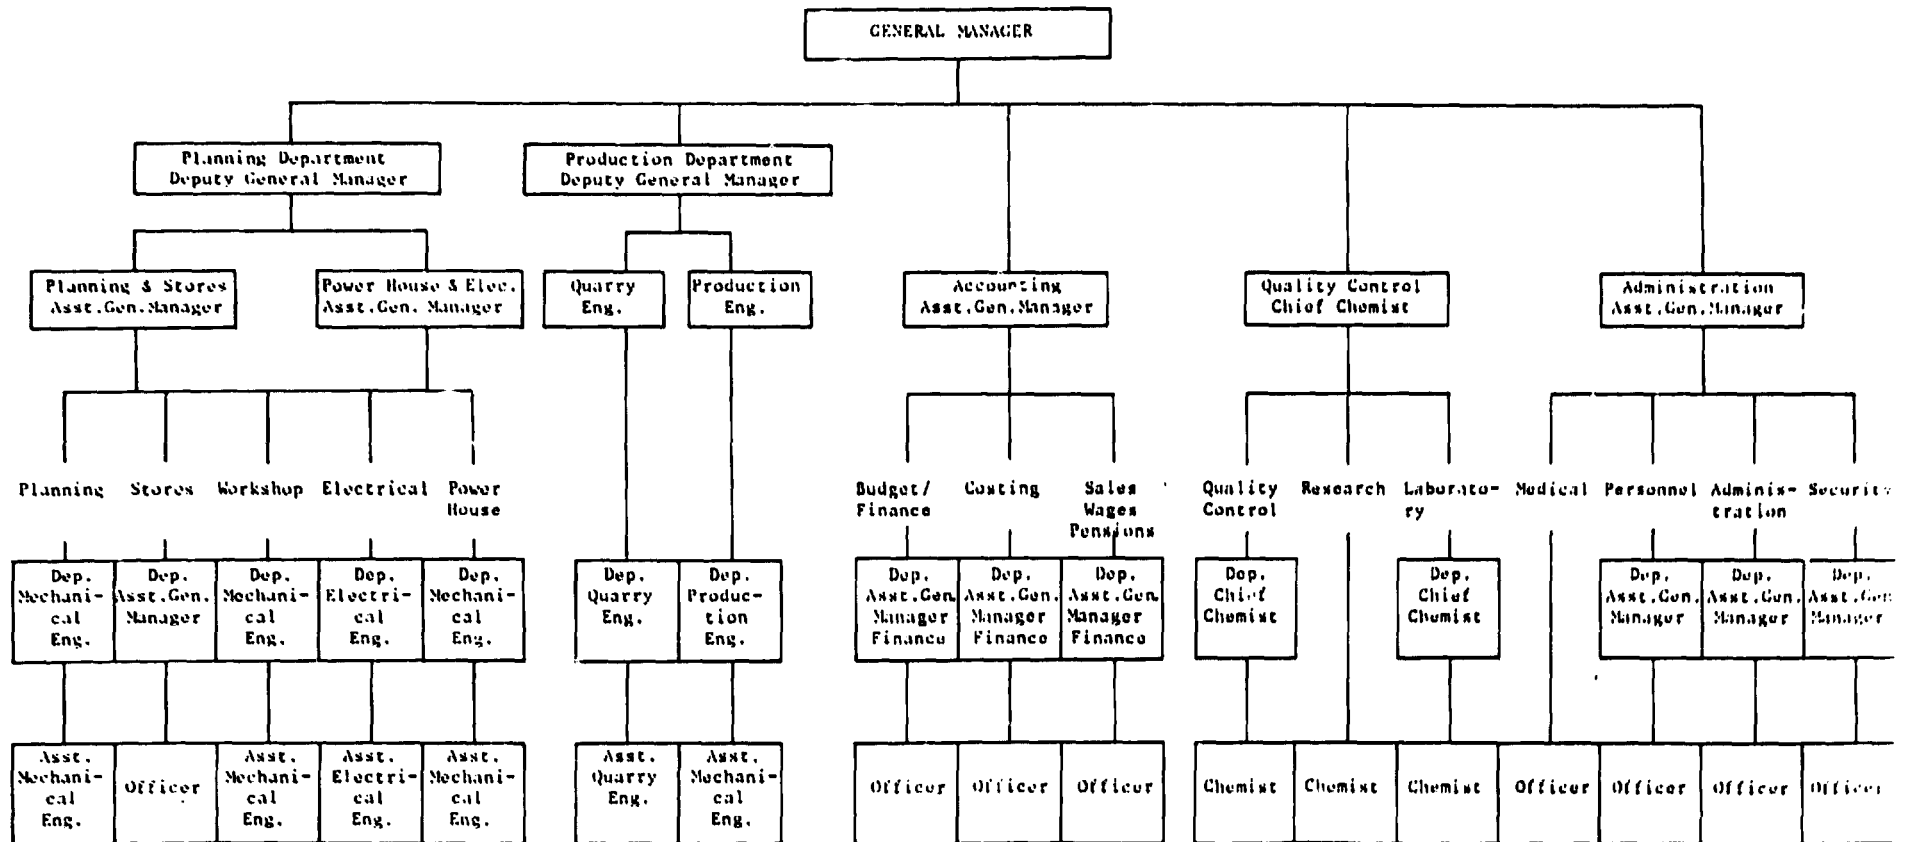 GENERAL MANAGER
Planning Department
Deputy General Manager
Production Department
Deputy General Manager
Planning & Stores
Asst.Gen.Manager
Power House & Elec.
Asst.Gen. Manager
Quarry
Eng.
Production
Eng.
Accounting
Asst.Gen.Manager
Quality Control
Chief Chemist
Administration
Asst.Gen.Manager
Planning
Stores
Workshop
Electrical
Power
House
Budget/
Finance
Costing
Sales
Wages
Pensions
Quality
Control
Research
Laborato-
ry
Medical
Personnel
Adminis-
tration
Security
Dep.
Mechani-
cal
Eng.
Dep.
Asst.Gen.
Manager
Dep.
Mechani-
cal
Eng.
Dep.
Electri-
cal
Eng.
Dep.
Mechani-
cal
Eng.
Dep.
Quarry
Eng.
Dep.
Produc-
tion
Eng.
Dep.
Asst.Gen.
Manager
Finance
Dep.
Asst.Gen.
Manager
Finance
Dep.
Asst.Gen.
Manager
Finance
Dep.
Chief
Chemist
Dep.
Chief
Chemist
Dep.
Asst.Gen.
Manager
Dep.
Asst.Gen.
Manager
Dep.
Asst.Gen
Manager
Asst.
Mechani-
cal
Eng.
Officer
Asst.
Mechani-
cal
Eng.
Asst.
Electri-
cal
Eng.
Asst.
Mechani-
cal
Eng.
Asst.
Quarry
Eng.
Asst.
Mechani-
cal
Eng.
Officer
Officer
Officer
Chemist
Chemist
Chemist
Officer
Officer
Officer
Officer